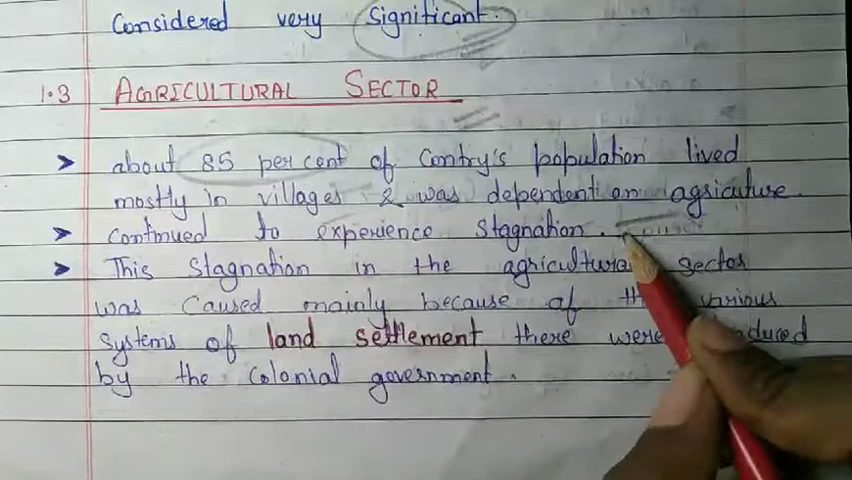 Considered very significant.
1.3 AGRICULTURAL SECTOR
➤ about 85 per cent of Contry's population lived
mostly in villages & was dependent on agricuture.
➤ continued to experience stagnation.
➤ This stagnation in the agricultural sector
was caused mainly because of the various
systems of land settlement there were
by the colonial government.